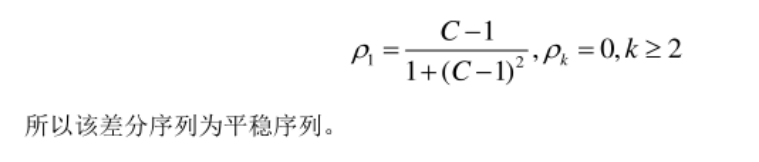 ρ₁ = (C−1)/(1+(C−1)²), ρₖ = 0, k ≥ 2
所以该差分序列为平稳序列。